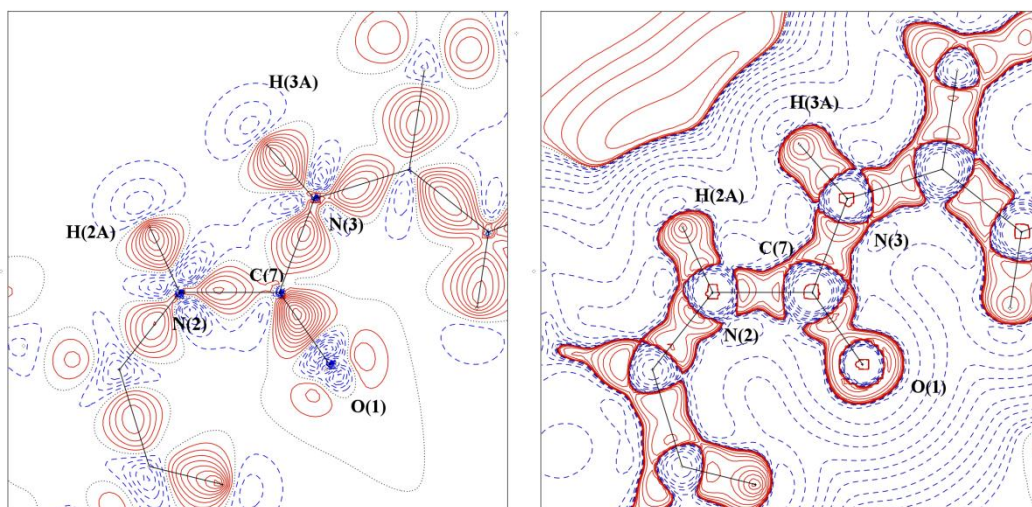 H(3A)
H(2A)
N(3)
C(7)
N(2)
O(1)
H(3A)
H(2A)
C(7)
N(3)
N(2)
O(1)